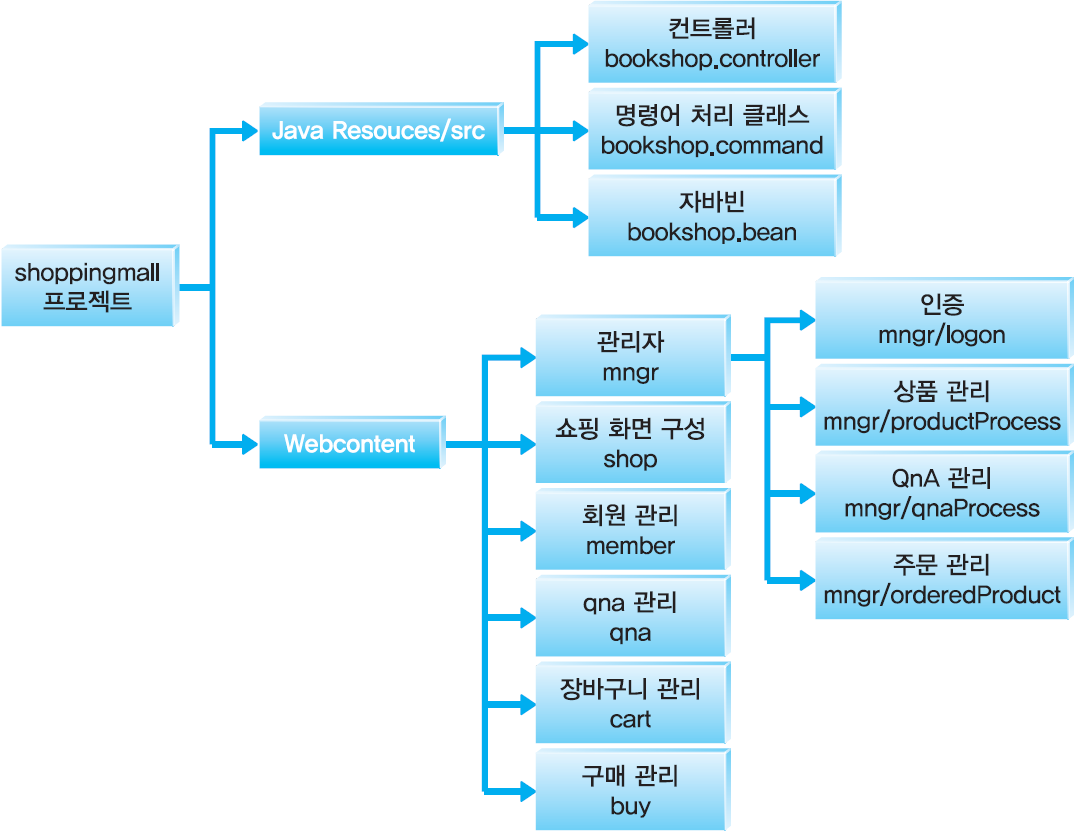 shoppingmall
프로젝트
Java Resouces/src
컨트롤러
bookshop.controller
명령어 처리 클래스
bookshop.command
자바빈
bookshop.bean
Webcontent
관리자
mngr
인증
mngr/logon
상품 관리
mngr/productProcess
QnA 관리
mngr/qnaProcess
주문 관리
mngr/orderedProduct
쇼핑 화면 구성
shop
회원 관리
member
qna 관리
qna
장바구니 관리
cart
구매 관리
buy